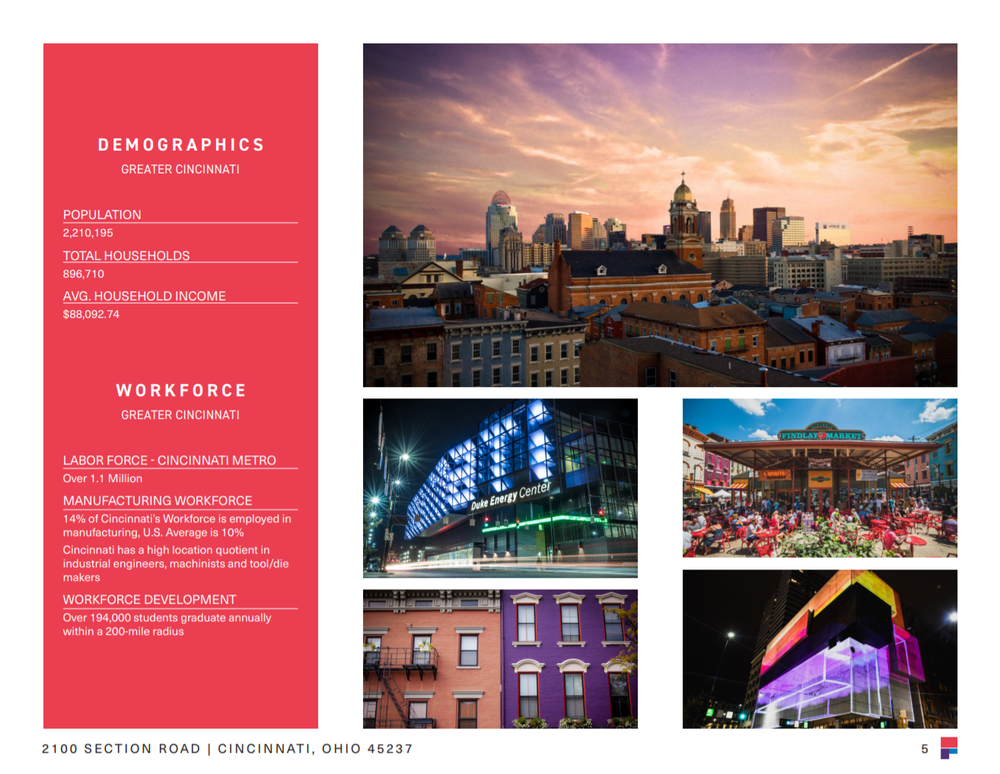 DEMOGRAPHICS
GREATER CINCINNATI
POPULATION
2,210,195
TOTAL HOUSEHOLDS
896,710
AVG. HOUSEHOLD INCOME
$88,092.74
WORKFORCE
GREATER CINCINNATI
LABOR FORCE - CINCINNATI METRO
Over 1.1 Million
MANUFACTURING WORKFORCE
14% of Cincinnati's Workforce is employed in
manufacturing, U.S. Average is 10%
Cincinnati has a high location quotient in
industrial engineers, machinists and tool/die
makers
WORKFORCE DEVELOPMENT
Over 194,000 students graduate annually
within a 200-mile radius
Duke Energy Center
FINDLAY MARKET
SPIRITS
2100 SECTION ROAD | CINCINNATI, OHIO 45237
5